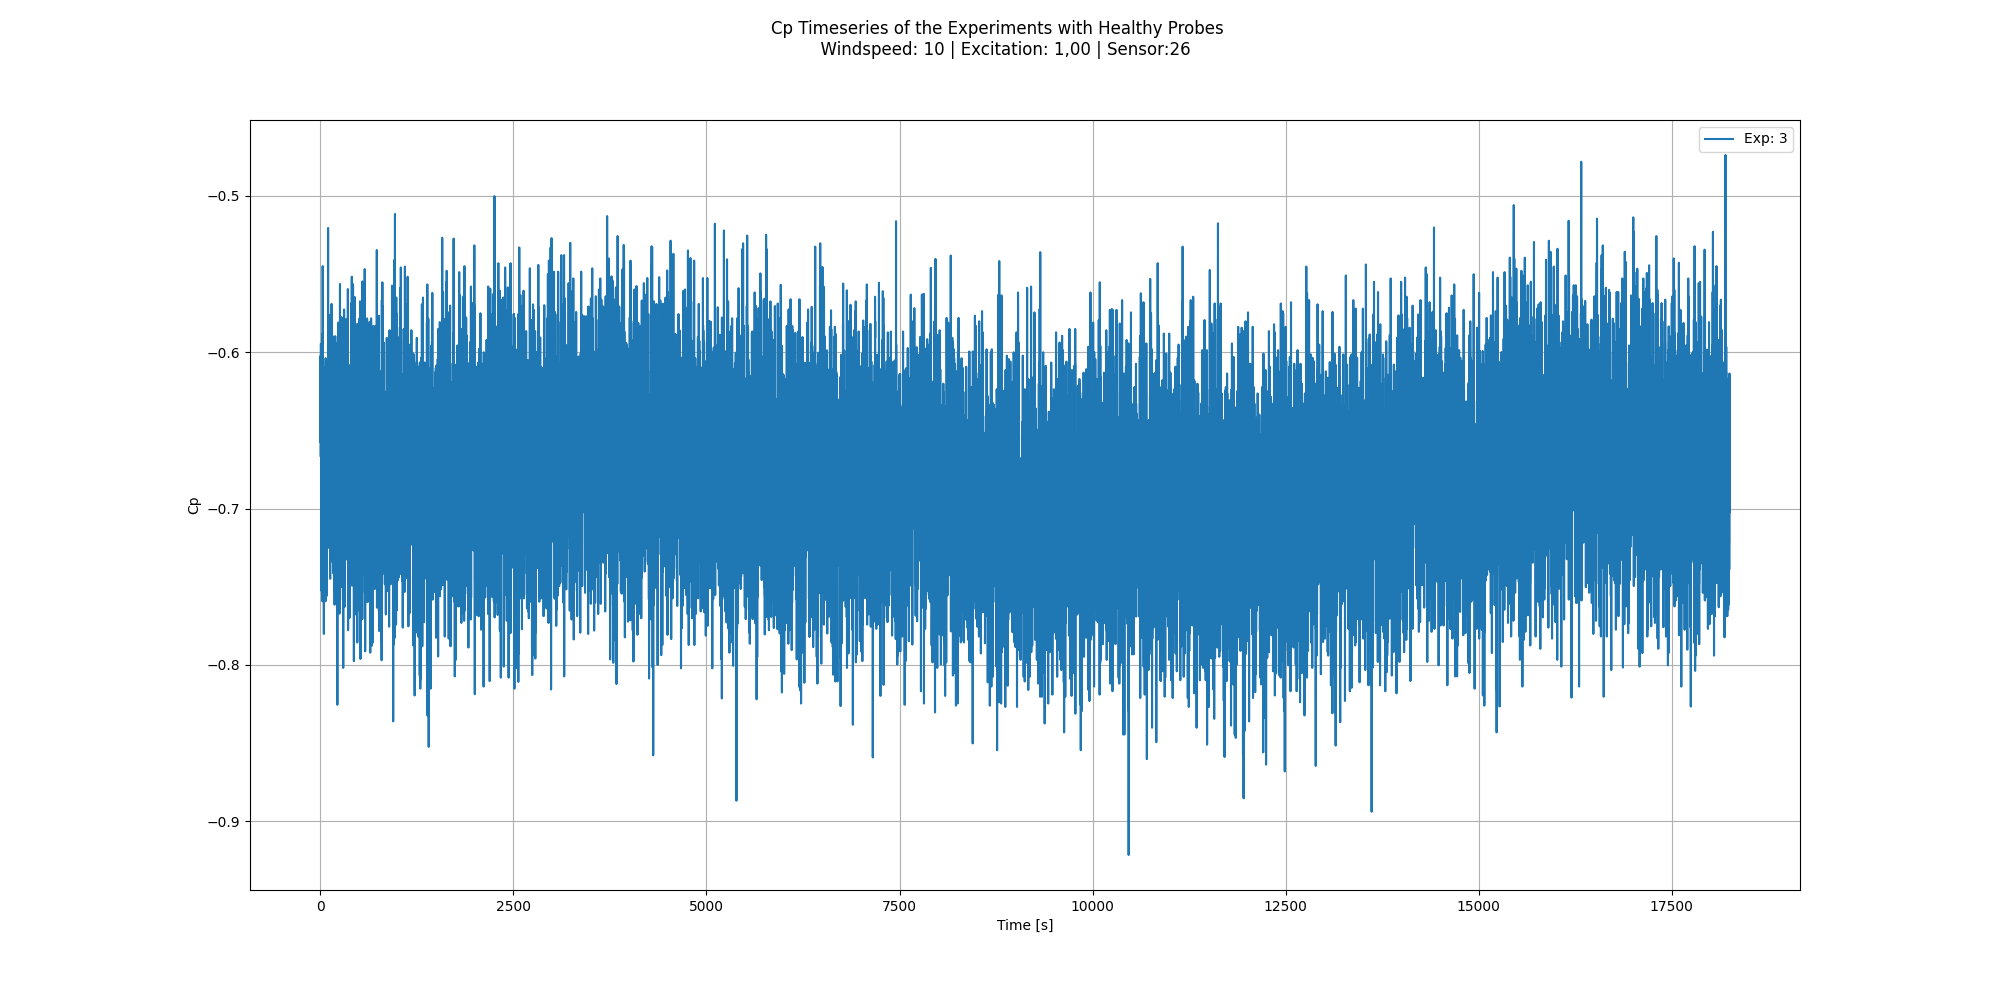 Cp Timeseries of the Experiments with Healthy Probes
Windspeed: 10 | Excitation: 1,00 | Sensor:26
Exp: 3
Cp
−0.5
−0.6
−0.7
−0.8
−0.9
0 2500 5000 7500 10000 12500 15000 17500
Time [s]